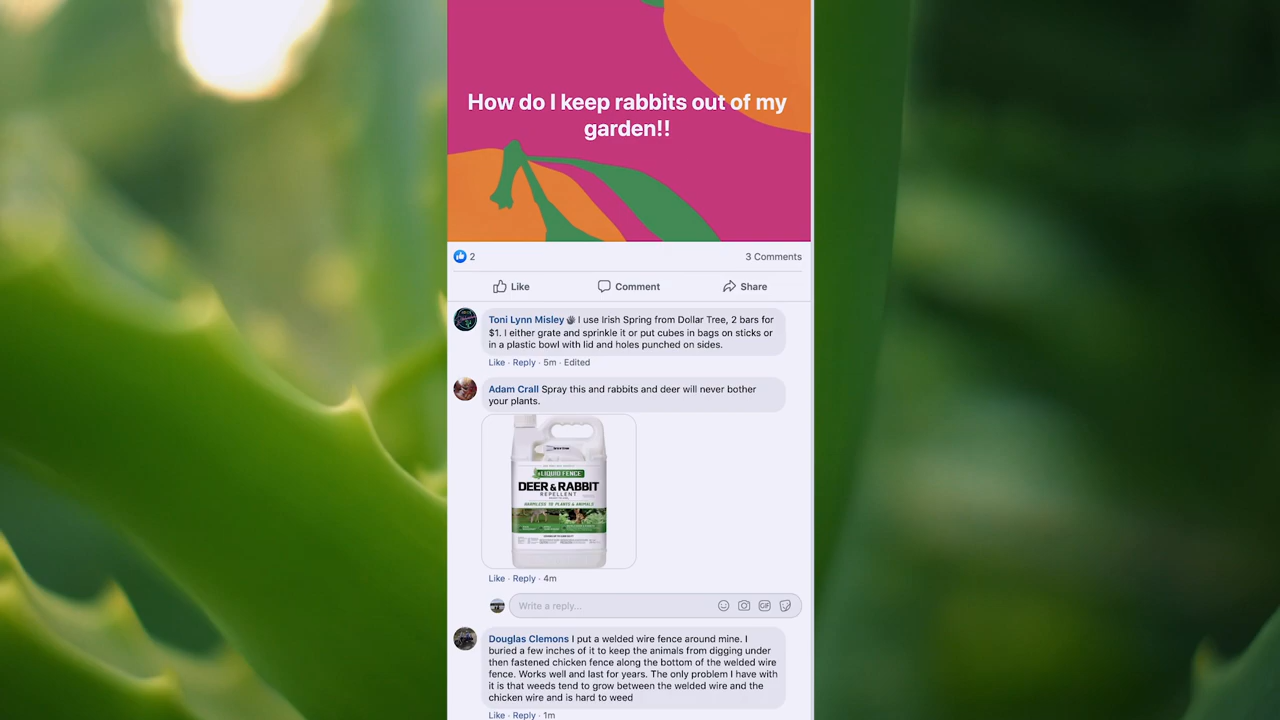 How do I keep rabbits out of my
garden!!
2
3 Comments
Like
Comment
Share
Toni Lynn Misley I use Irish Spring from Dollar Tree, 2 bars for
$1. I either grate and sprinkle it or put cubes in bags on sticks or
in a plastic bowl with lid and holes punched on sides.
Like · Reply · 5m · Edited
Adam Crall Spray this and rabbits and deer will never bother
your plants.
LIQUID FENCE
DEER & RABBIT
REPELLENT
HARMLESS TO PLANTS & ANIMALS
Like · Reply · 4m
Write a reply...
GIF
Douglas Clemons I put a welded wire fence around mine. I
buried a few inches of it to keep the animals from digging under
then fastened chicken fence along the bottom of the welded wire
fence. Works well and last for years. The only problem I have with
it is that weeds tend to grow between the welded wire and the
chicken wire and is hard to weed
Like · Reply · 1m